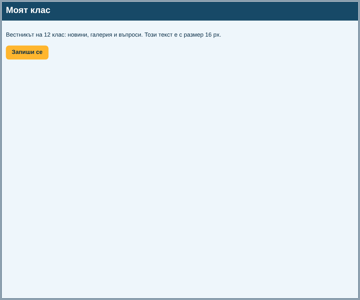 Моят клас
Вестникът на 12 клас: новини, галерия и въпроси. Този текст е с размер 16 px.
Запиши се